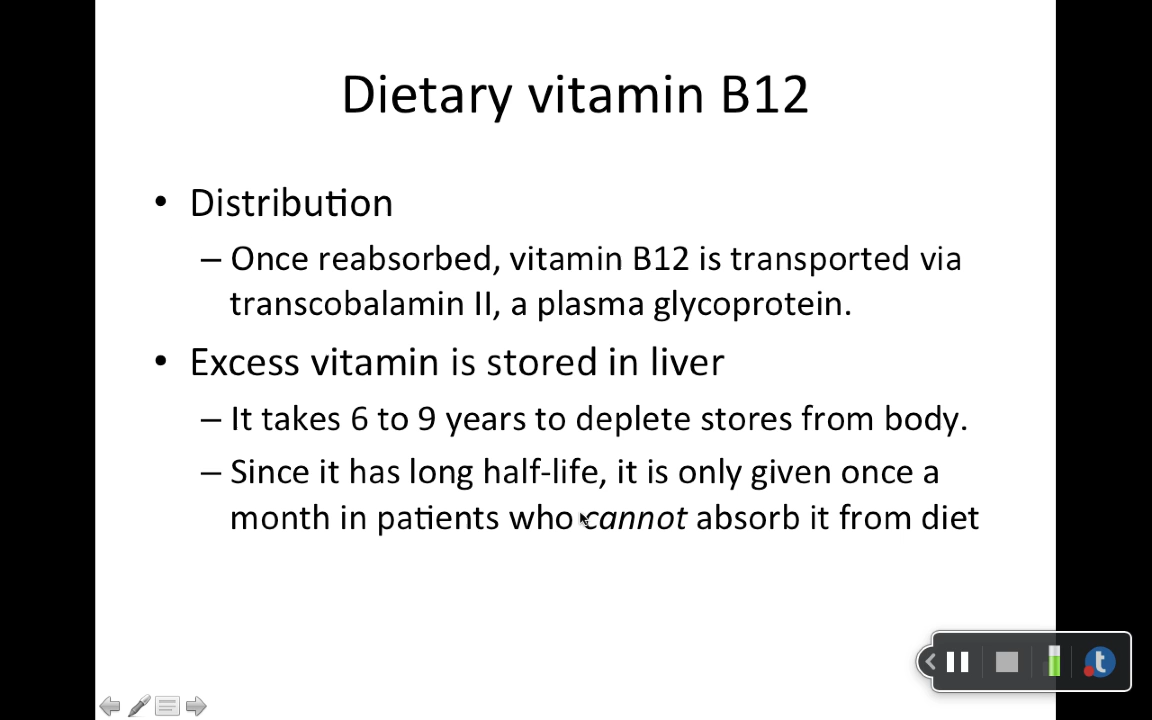 Dietary vitamin B12
• Distribution
– Once reabsorbed, vitamin B12 is transported via
transcobalamin II, a plasma glycoprotein.
• Excess vitamin is stored in liver
– It takes 6 to 9 years to deplete stores from body.
– Since it has long half-life, it is only given once a
month in patients who cannot absorb it from diet
t